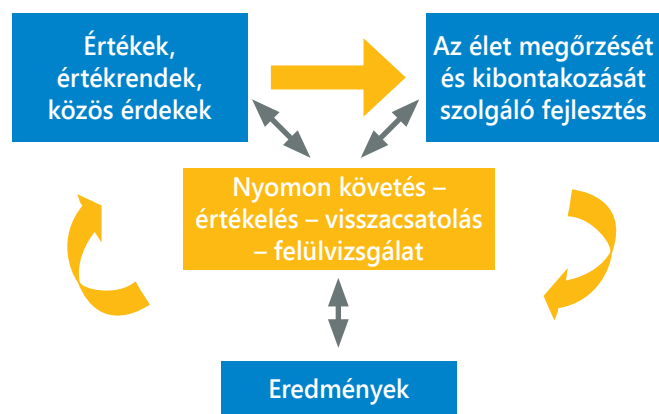 Értékek,
értékrendek,
közös érdekek
Az élet megőrzését
és kibontakozását
szolgáló fejlesztés
Nyomon követés –
értékelés – visszacsatolás
– felülvizsgálat
Eredmények